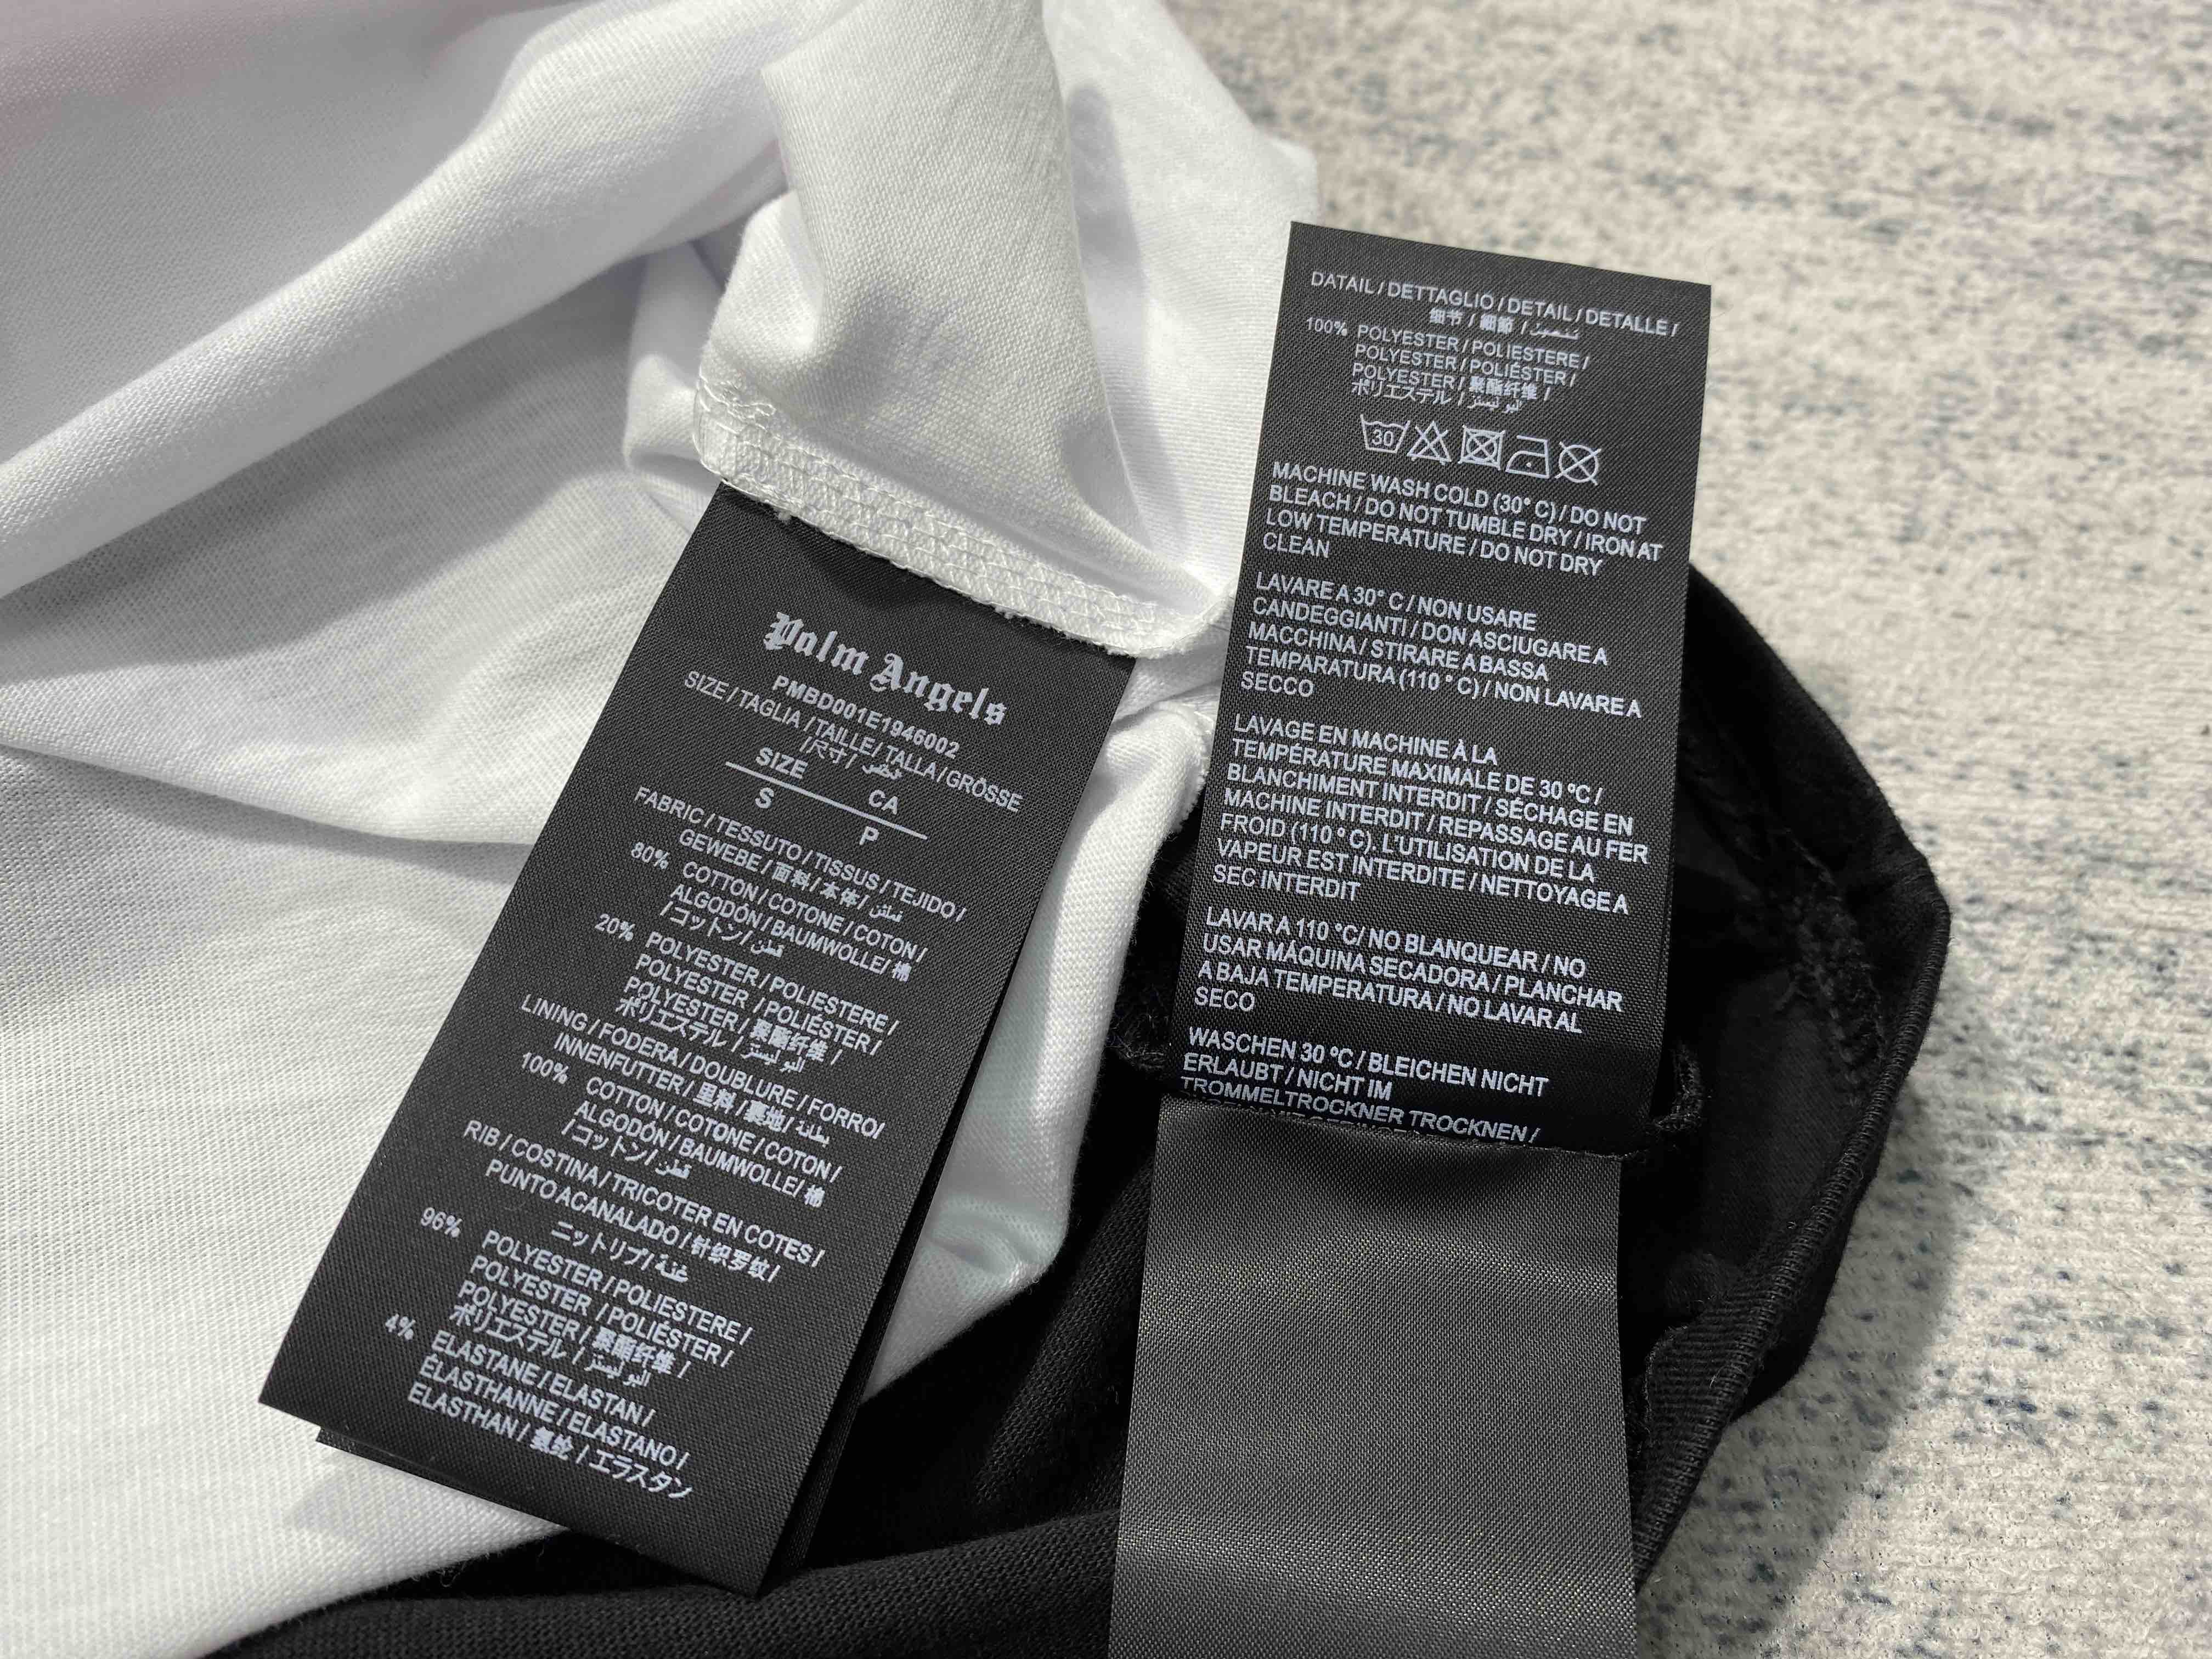 Palm Angels
PMBD001E1946002
SIZE / TAGLIA / TAILLE / TALLA / GRÖSSE
/尺寸/
SIZE CA
S P
FABRIC / TESSUTO / TISSUS / TEJIDO /
GEWEBE / 面料 / 本体 /
80% COTTON / COTONE / COTON /
ALGODÓN / BAUMWOLLE/ 棉
/コットン/ قطن
20% POLYESTER / POLIESTERE /
POLYESTER / POLIÉSTER /
POLYESTER / 聚酯纤维 /
ポリエステル /
LINING / FODERA / DOUBLURE / FORRO/
INNENFUTTER / 里料 / 裏地/
100% COTTON / COTONE / COTON /
ALGODÓN / BAUMWOLLE/ 棉
/コットン/ قطن
RIB / COSTINA / TRICOTER EN COTES /
PUNTO ACANALADO / 针织罗纹/
ニットリブ/
96% POLYESTER / POLIESTERE /
POLYESTER / POLIÉSTER /
POLYESTER / 聚酯纤维 /
ポリエステル /
4% ELASTANE / ELASTAN /
ÉLASTHANNE / ELASTANO /
ELASTHAN / 氨纶 / エラスタン
DATAIL / DETTAGLIO / DETAIL / DETALLE /
细节 / 細節 /
100% POLYESTER / POLIESTERE /
POLYESTER / POLIÉSTER /
POLYESTER / 聚酯纤维 /
ポリエステル /
30
MACHINE WASH COLD (30° C) / DO NOT
BLEACH / DO NOT TUMBLE DRY / IRON AT
LOW TEMPERATURE / DO NOT DRY
CLEAN
LAVARE A 30° C / NON USARE
CANDEGGIANTI / DON ASCIUGARE A
MACCHINA / STIRARE A BASSA
TEMPARATURA (110 ° C) / NON LAVARE A
SECCO
LAVAGE EN MACHINE À LA
TEMPÉRATURE MAXIMALE DE 30 ºC /
BLANCHIMENT INTERDIT / SÉCHAGE EN
MACHINE INTERDIT / REPASSAGE AU FER
FROID (110 º C). L'UTILISATION DE LA
VAPEUR EST INTERDITE / NETTOYAGE A
SEC INTERDIT
LAVAR A 110 °C/ NO BLANQUEAR / NO
USAR MÁQUINA SECADORA / PLANCHAR
A BAJA TEMPERATURA / NO LAVAR AL
SECO
WASCHEN 30 ºC / BLEICHEN NICHT
ERLAUBT / NICHT IM
TROMMELTROCKNER TROCKNEN /